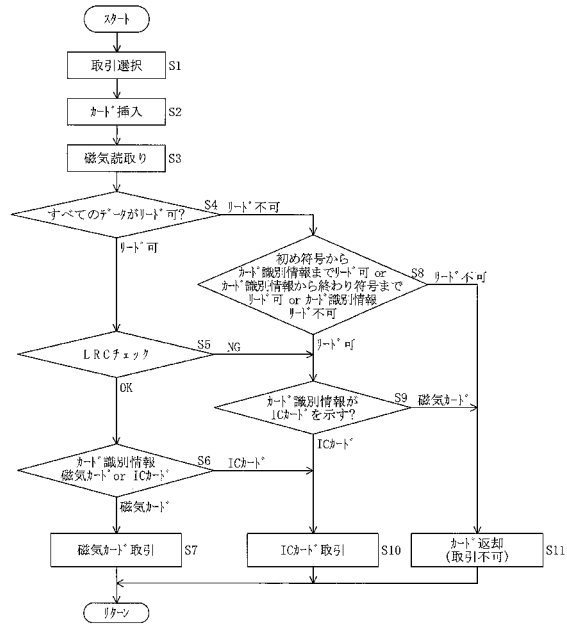 スタート
取引選択 S1
カード挿入 S2
磁気読取り S3
すべてのデータがリード可? S4 リード不可
リード可
初め符号から
カード識別情報までリード可 or
カード識別情報から終わり符号まで
リード可 or カード識別情報
リード不可
S8 リード不可
リード可
LRCチェック S5 NG
OK
カード識別情報が
ICカードを示す?
S9 磁気カード
ICカード
カード識別情報
磁気カード or ICカード
S6 ICカード
磁気カード
磁気カード取引 S7
ICカード取引 S10
カード返却
(取引不可)
S11
リターン